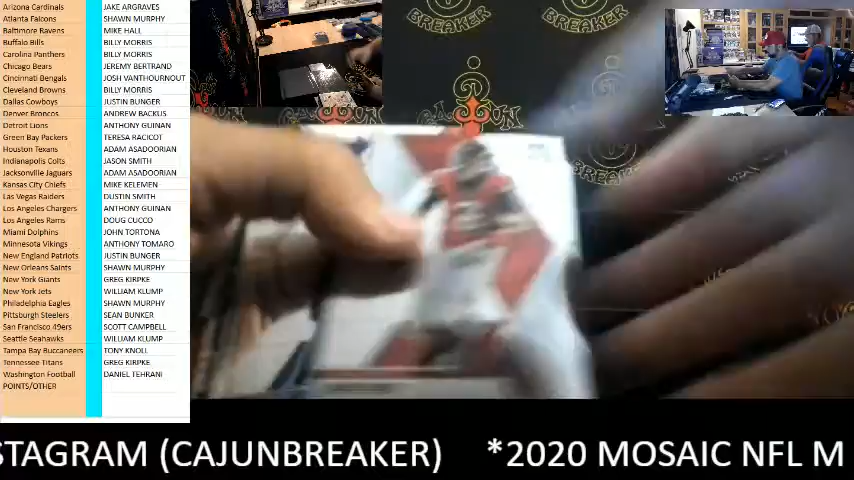 Arizona Cardinals JAKE ARGRAVES
Atlanta Falcons SHAWN MURPHY
Baltimore Ravens MIKE HALL
Buffalo Bills BILLY MORRIS
Carolina Panthers BILLY MORRIS
Chicago Bears JEREMY BERTRAND
Cincinnati Bengals JOSH VANTHOURNOUT
Cleveland Browns BILLY MORRIS
Dallas Cowboys JUSTIN BUNGER
Denver Broncos ANDREW BACKUS
Detroit Lions ANTHONY GUINAN
Green Bay Packers TERESA RACICOT
Houston Texans ADAM ASADOORIAN
Indianapolis Colts JASON SMITH
Jacksonville Jaguars ADAM ASADOORIAN
Kansas City Chiefs MIKE KELEMEN
Las Vegas Raiders DUSTIN SMITH
Los Angeles Chargers ANTHONY GUINAN
Los Angeles Rams DOUG CUCCO
Miami Dolphins JOHN TORTONA
Minnesota Vikings ANTHONY TOMARO
New England Patriots JUSTIN BUNGER
New Orleans Saints SHAWN MURPHY
New York Giants GREG KIRPKE
New York Jets WILLIAM KLUMP
Philadelphia Eagles SHAWN MURPHY
Pittsburgh Steelers SEAN BUNKER
San Francisco 49ers SCOTT CAMPBELL
Seattle Seahawks WILLIAM KLUMP
Tampa Bay Buccaneers TONY KNOLL
Tennessee Titans GREG KIRPKE
Washington Football DANIEL TEHRANI
POINTS/OTHER
BREAKER
BREAKER
BREAKER
STAGRAM (CAJUNBREAKER) *2020 MOSAIC NFL M